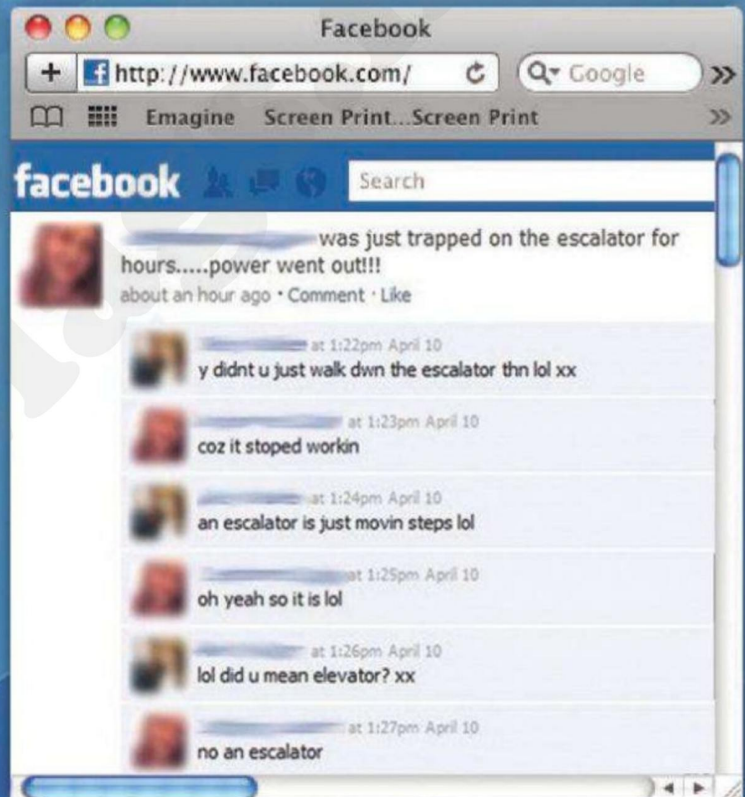 Facebook
http://www.facebook.com/
Google
Emagine Screen Print...Screen Print
facebook
Search
was just trapped on the escalator for
hours.....power went out!!!
about an hour ago · Comment · Like
at 1:22pm April 10
y didnt u just walk dwn the escalator thn lol xx
at 1:23pm April 10
coz it stoped workin
at 1:24pm April 10
an escalator is just movin steps lol
at 1:25pm April 10
oh yeah so it is lol
at 1:26pm April 10
lol did u mean elevator? xx
at 1:27pm April 10
no an escalator